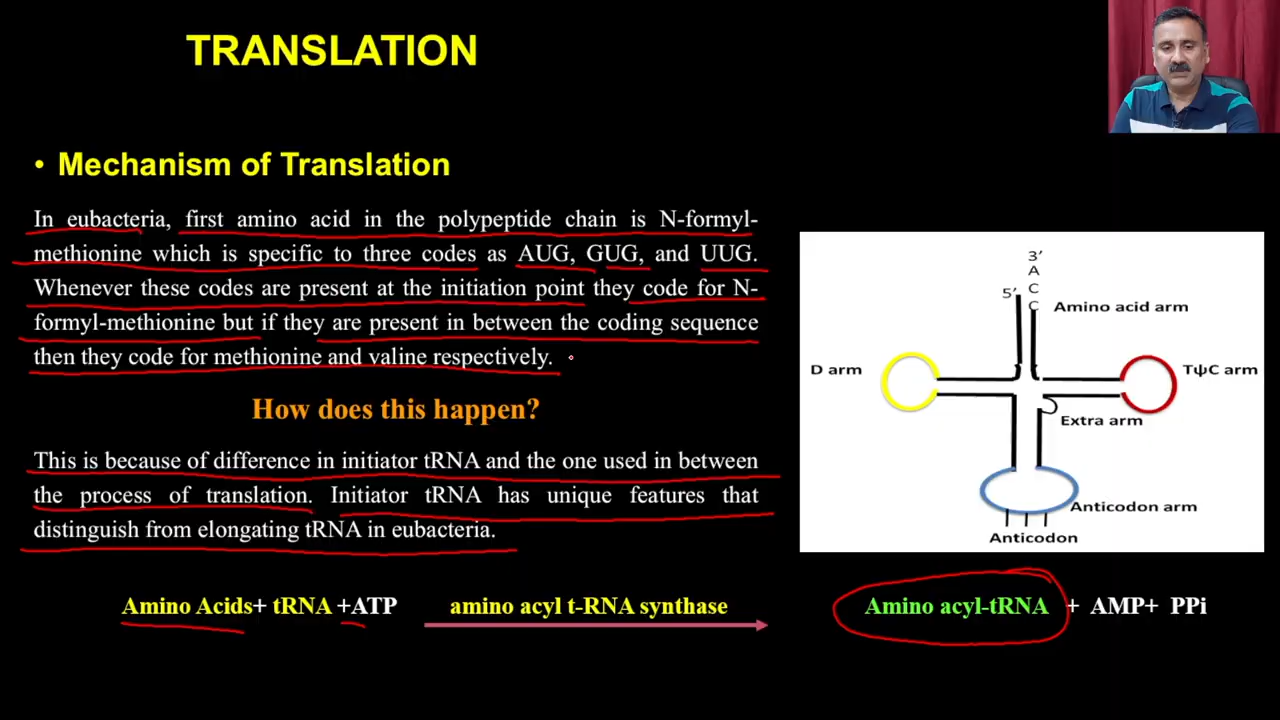 TRANSLATION
• Mechanism of Translation
In eubacteria, first amino acid in the polypeptide chain is N-formyl-
methionine which is specific to three codes as AUG, GUG, and UUG.
Whenever these codes are present at the initiation point they code for N-
formyl-methionine but if they are present in between the coding sequence
then they code for methionine and valine respectively.
How does this happen?
This is because of difference in initiator tRNA and the one used in between
the process of translation. Initiator tRNA has unique features that
distinguish from elongating tRNA in eubacteria.
3′
A
C
C
5′
Amino acid arm
D arm
TψC arm
Extra arm
Anticodon arm
Anticodon
Amino Acids+ tRNA +ATP amino acyl t-RNA synthase Amino acyl-tRNA + AMP+ PPi